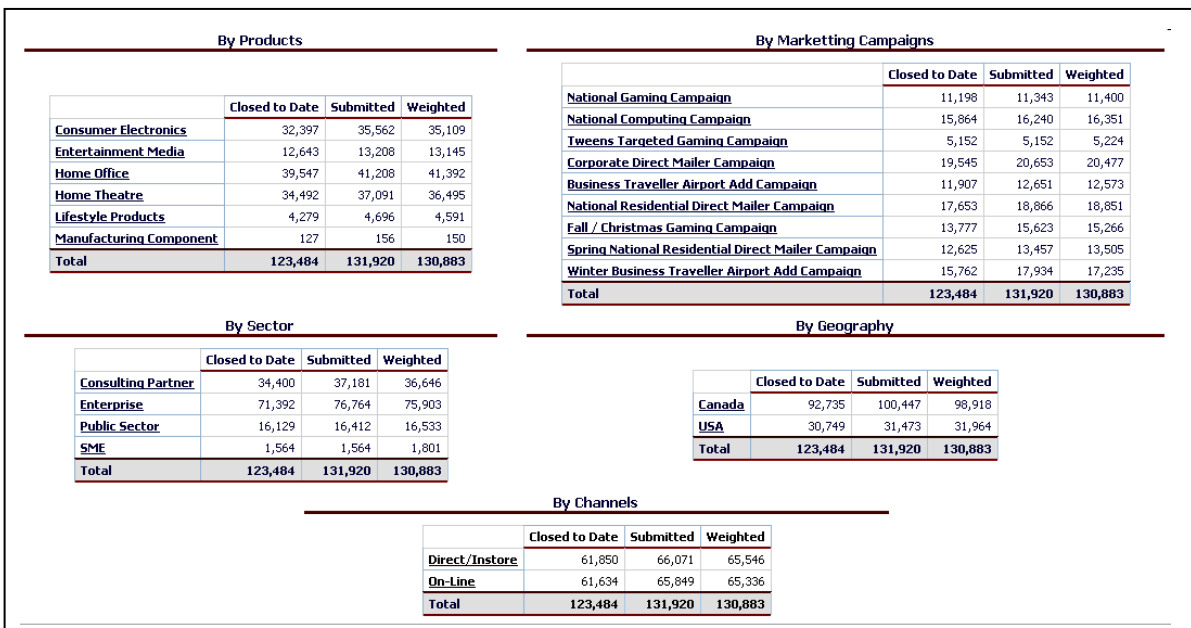 By Products
Closed to Date Submitted Weighted
Consumer Electronics 32,397 35,562 35,109
Entertainment Media 12,643 13,208 13,145
Home Office 39,547 41,208 41,392
Home Theatre 34,492 37,091 36,495
Lifestyle Products 4,279 4,696 4,591
Manufacturing Component 127 156 150
Total 123,484 131,920 130,883
By Marketting Campaigns
Closed to Date Submitted Weighted
National Gaming Campaign 11,198 11,343 11,400
National Computing Campaign 15,864 16,240 16,351
Tweens Targeted Gaming Campaign 5,152 5,152 5,224
Corporate Direct Mailer Campaign 19,545 20,653 20,477
Business Traveller Airport Add Campaign 11,907 12,651 12,573
National Residential Direct Mailer Campaign 17,653 18,866 18,851
Fall / Christmas Gaming Campaign 13,777 15,623 15,266
Spring National Residential Direct Mailer Campaign 12,625 13,457 13,505
Winter Business Traveller Airport Add Campaign 15,762 17,934 17,235
Total 123,484 131,920 130,883
By Sector
Closed to Date Submitted Weighted
Consulting Partner 34,400 37,181 36,646
Enterprise 71,392 76,764 75,903
Public Sector 16,129 16,412 16,533
SME 1,564 1,564 1,801
Total 123,484 131,920 130,883
By Geography
Closed to Date Submitted Weighted
Canada 92,735 100,447 98,918
USA 30,749 31,473 31,964
Total 123,484 131,920 130,883
By Channels
Closed to Date Submitted Weighted
Direct/Instore 61,850 66,071 65,546
On-Line 61,634 65,849 65,336
Total 123,484 131,920 130,883